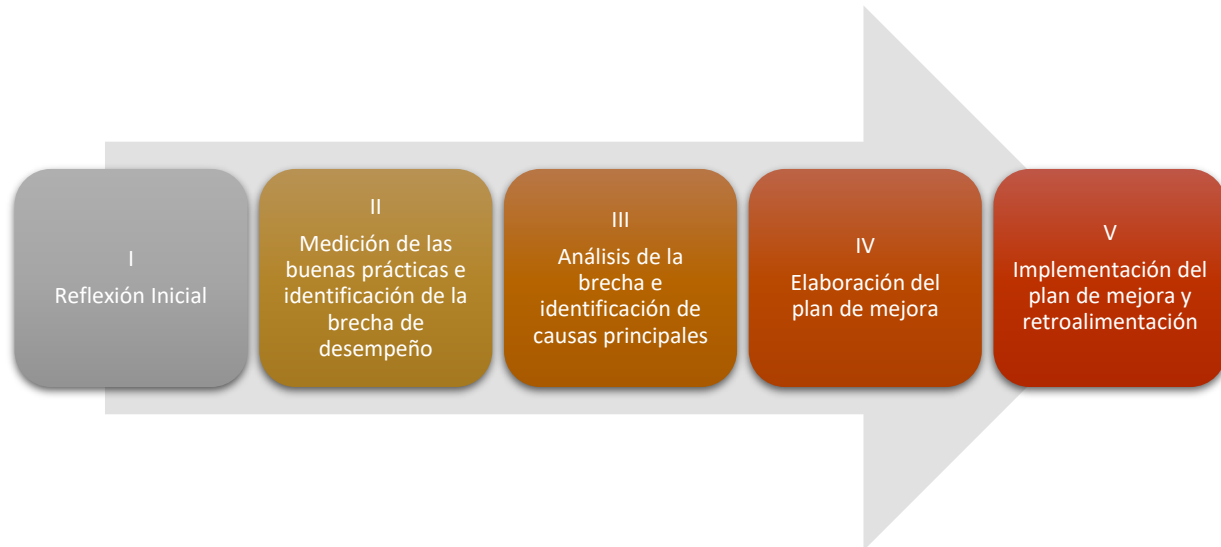 I
Reflexión Inicial
II
Medición de las
buenas prácticas e
identificación de la
brecha de
desempeño
III
Análisis de la
brecha e
identificación de
causas principales
IV
Elaboración del
plan de mejora
V
Implementación del
plan de mejora y
retroalimentación